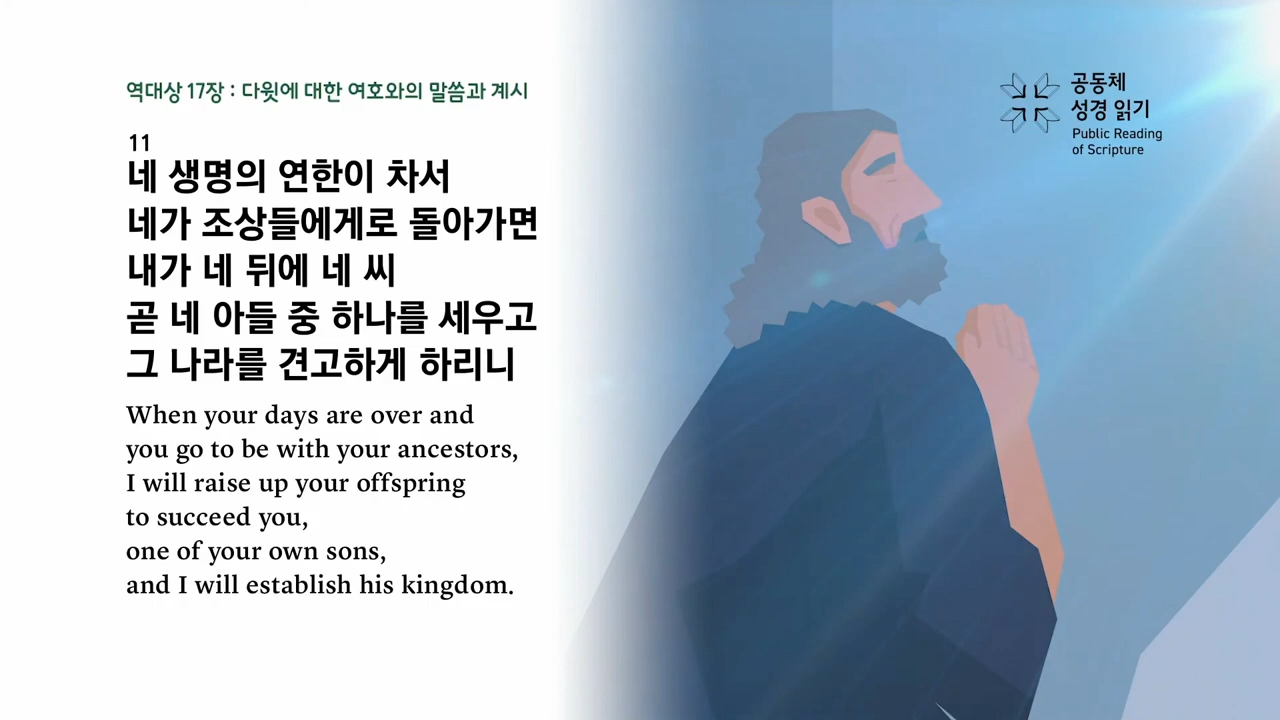 역대상 17장 : 다윗에 대한 여호와의 말씀과 계시
11
네 생명의 연한이 차서
네가 조상들에게로 돌아가면
내가 네 뒤에 네 씨
곧 네 아들 중 하나를 세우고
그 나라를 견고하게 하리니
When your days are over and
you go to be with your ancestors,
I will raise up your offspring
to succeed you,
one of your own sons,
and I will establish his kingdom.
공동체
성경 읽기
Public Reading
of Scripture